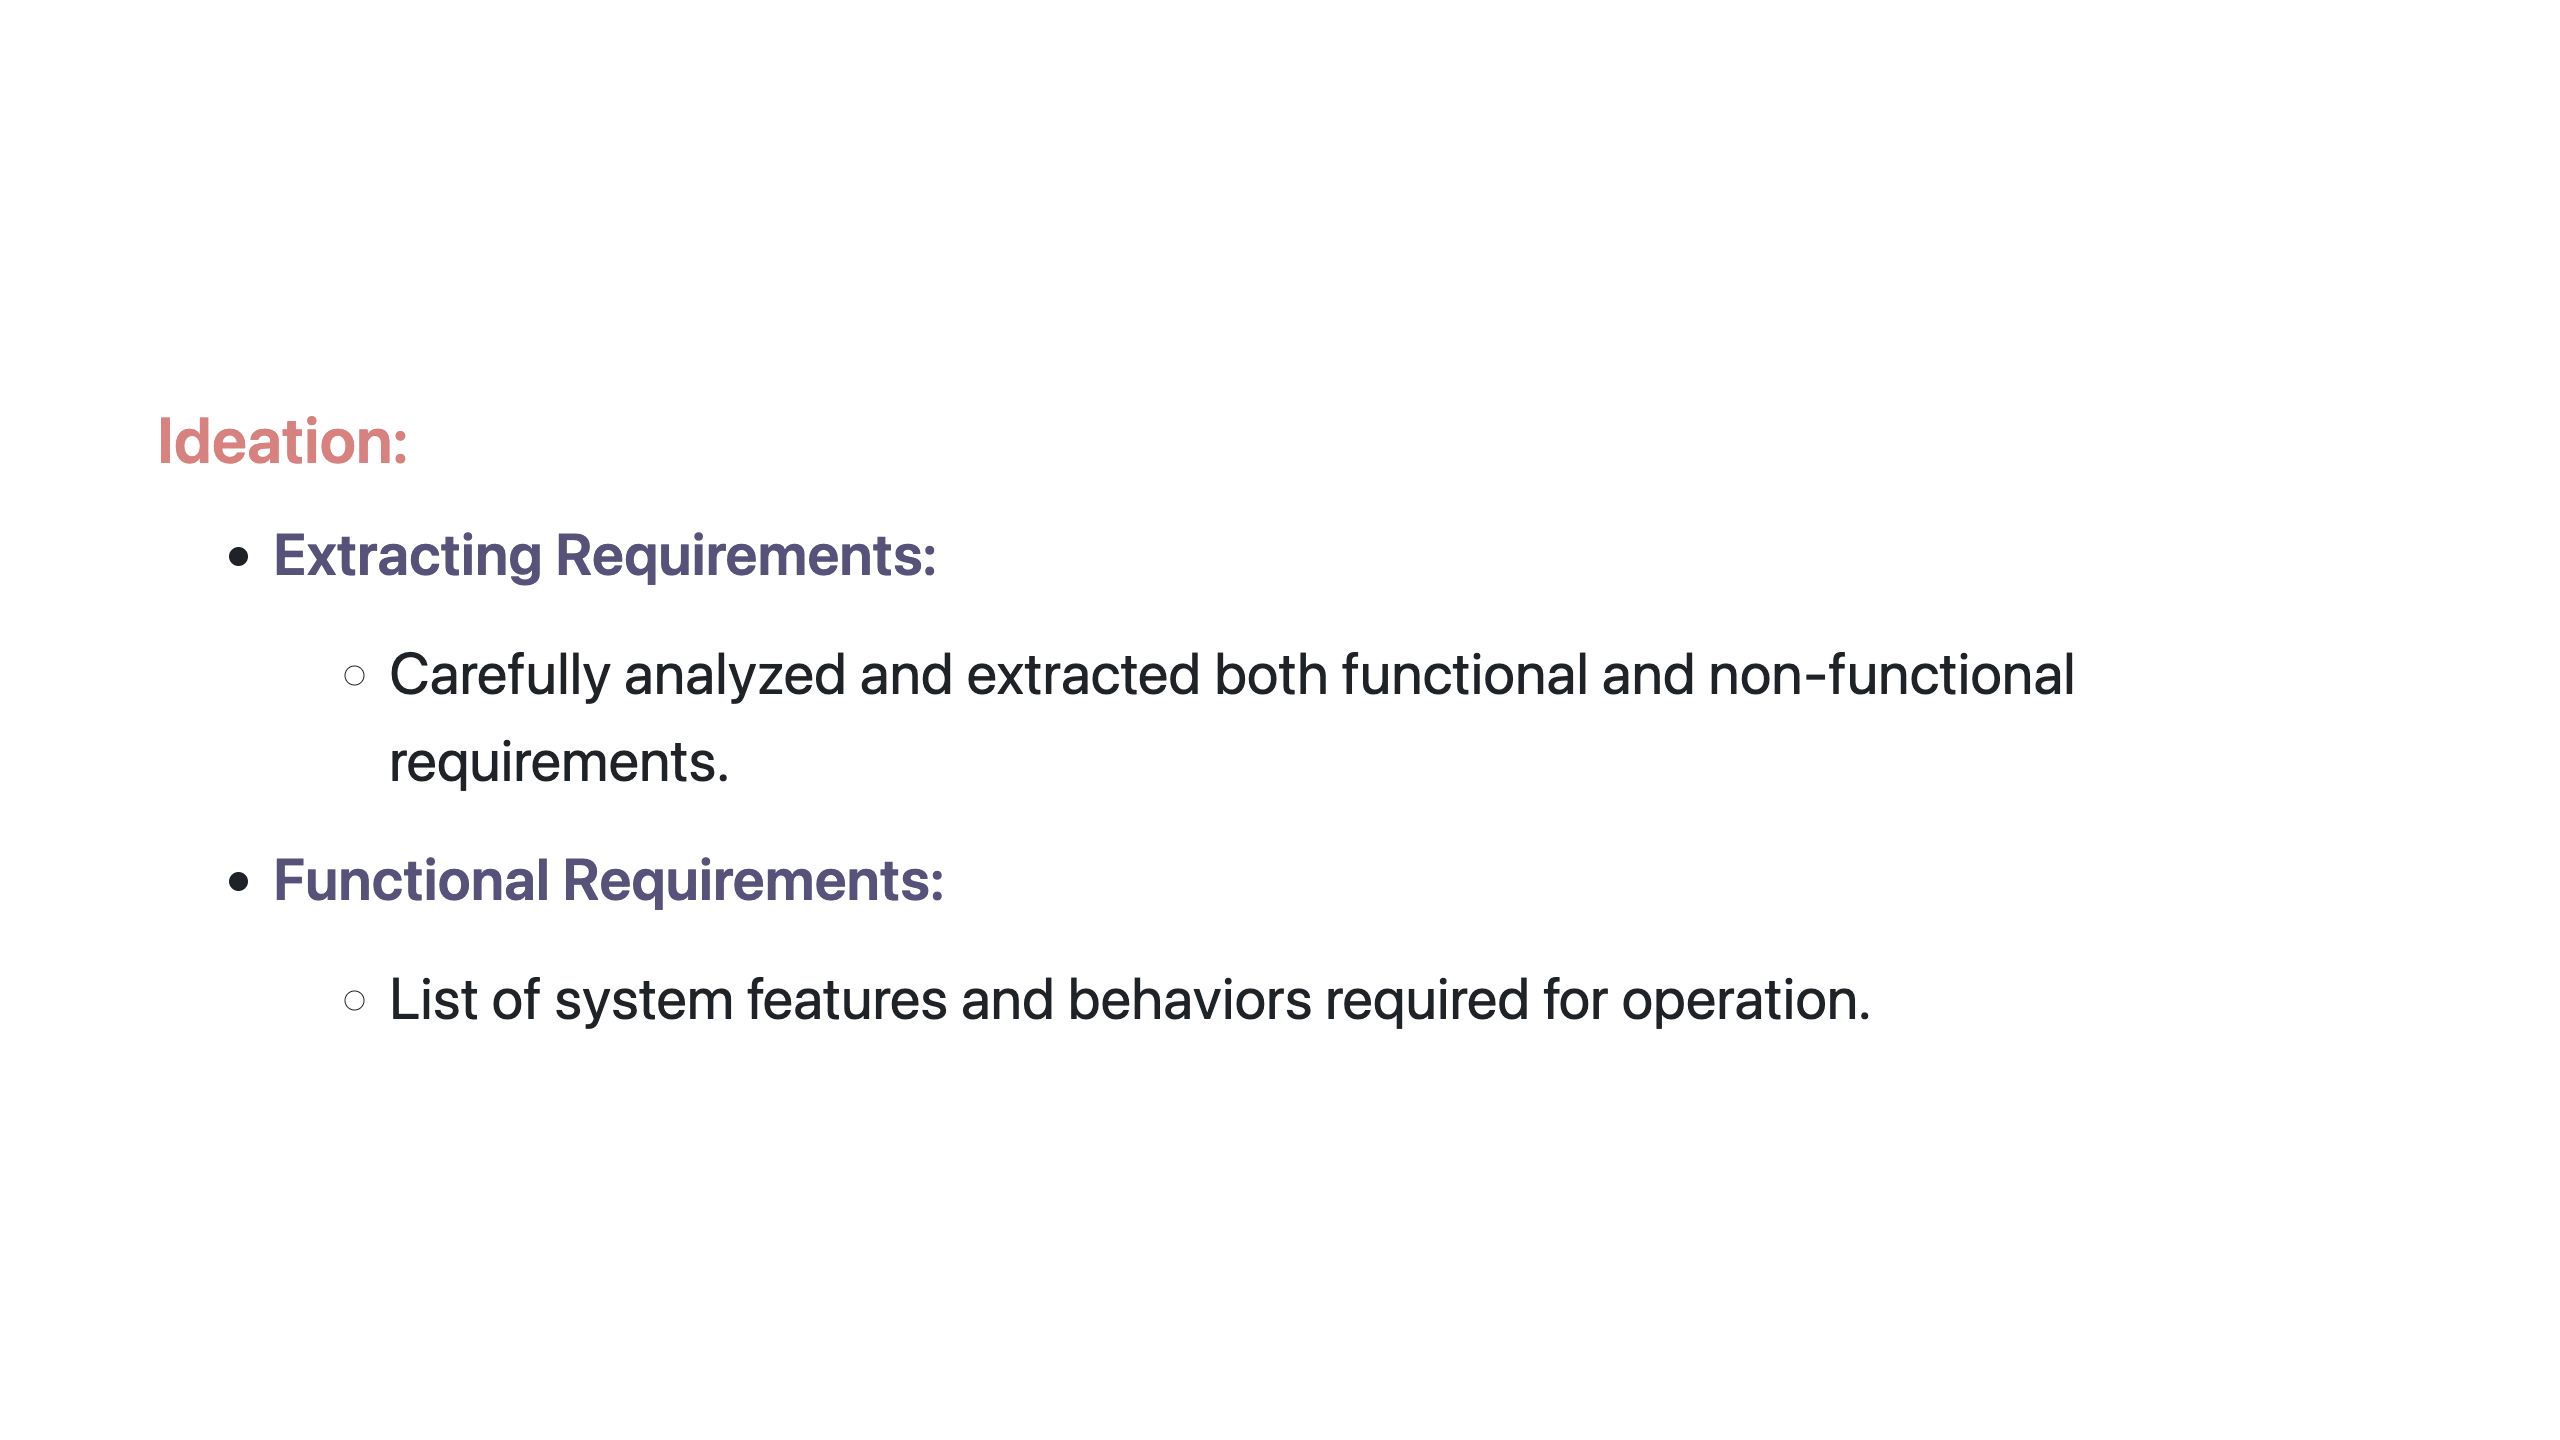 Ideation:
Extracting Requirements:
Carefully analyzed and extracted both functional and non-functional
requirements.
Functional Requirements:
List of system features and behaviors required for operation.